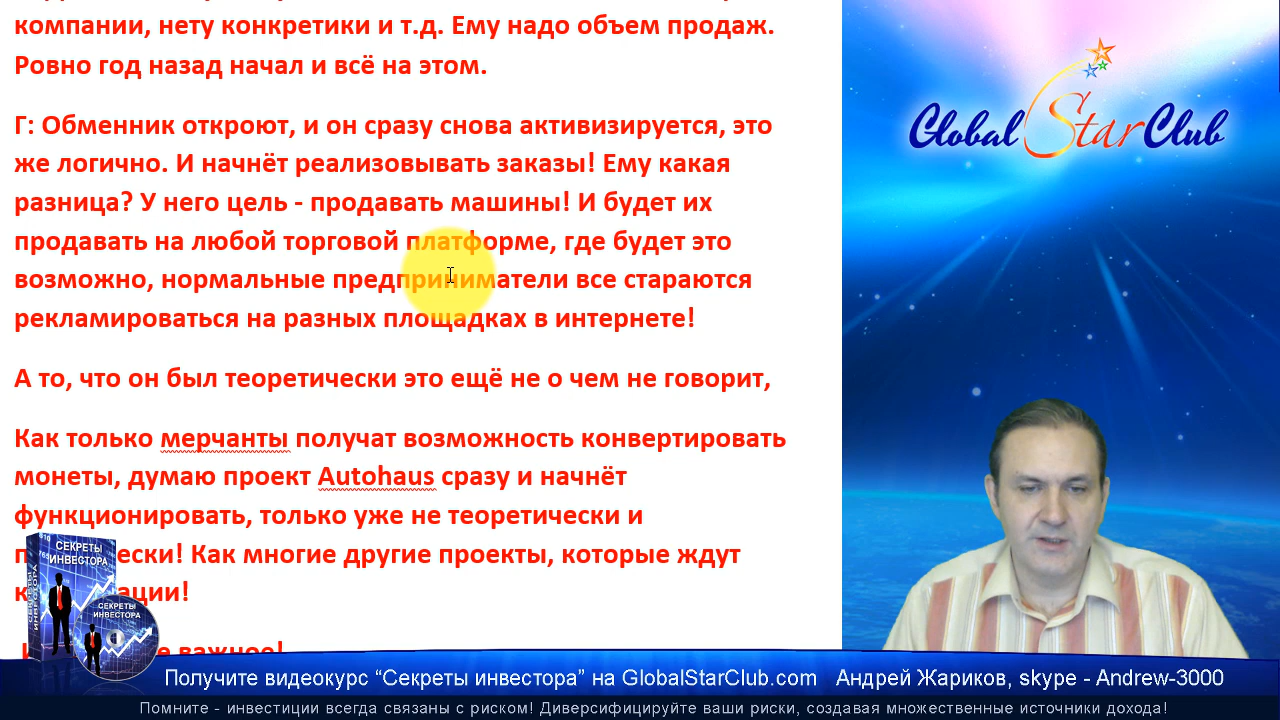 компании, нету конкретики и т.д. Ему надо объем продаж.
Ровно год назад начал и всё на этом.
Г: Обменник откроют, и он сразу снова активизируется, это
же логично. И начнёт реализовывать заказы! Ему какая
разница? У него цель - продавать машины! И будет их
продавать на любой торговой платформе, где будет это
возможно, нормальные предприниматели все стараются
рекламироваться на разных площадках в интернете!
А то, что он был теоретически это ещё не о чем не говорит,
Как только мерчанты получат возможность конвертировать
монеты, думаю проект Autohaus сразу и начнёт
функционировать, только уже не теоретически и
ески! Как многие другие проекты, которые ждут
ации!
важное!
Global Star Club
СЕКРЕТЫ
ИНВЕСТОРА
СЕКРЕТЫ
ИНВЕСТОРА
СЕКРЕТЫ
ИНВЕСТОРА
Получите видеокурс “Секреты инвестора” на GlobalStarClub.com Андрей Жариков, skype - Andrew-3000
Помните - инвестиции всегда связаны с риском! Диверсифицируйте ваши риски, создавая множественные источники дохода!